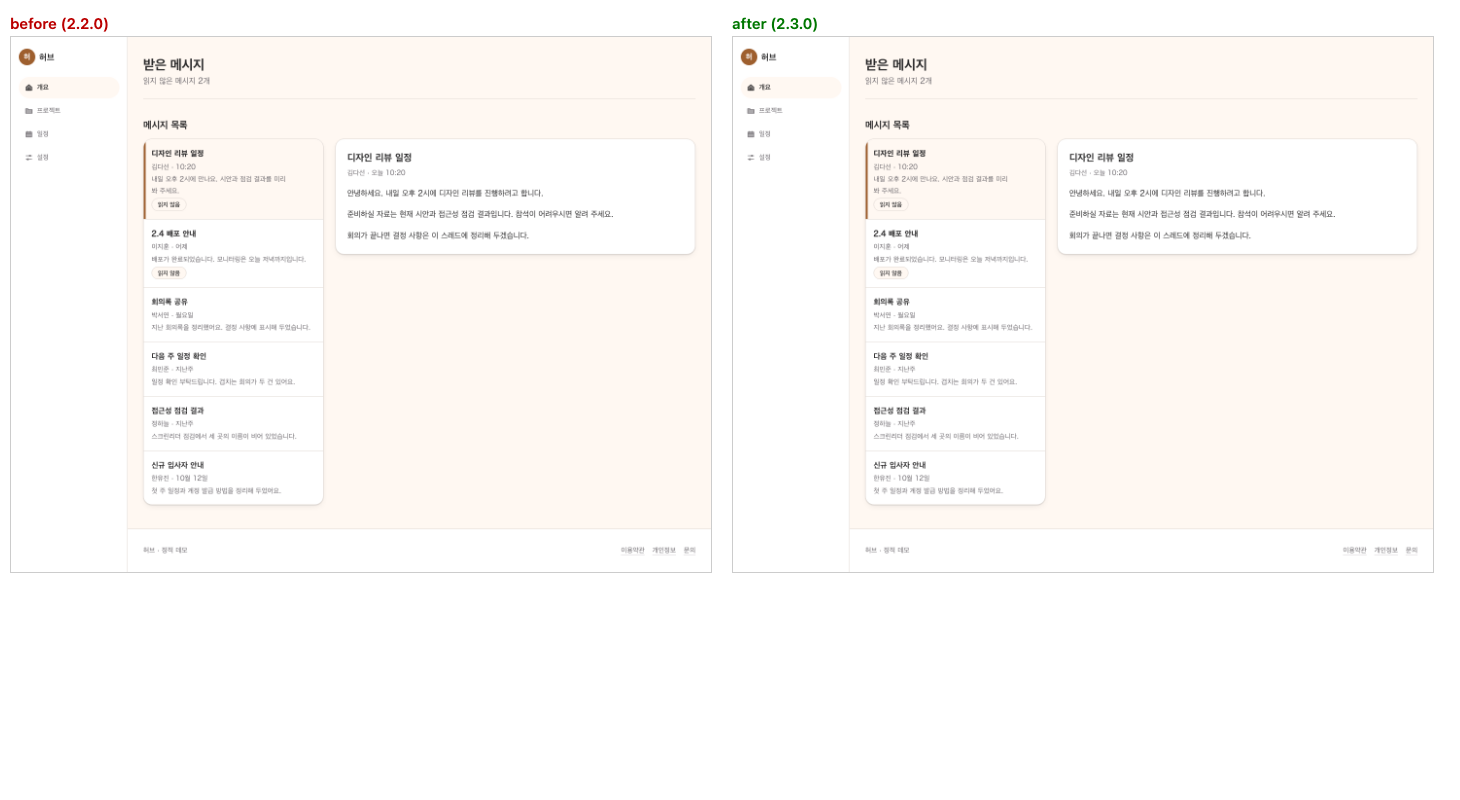 before (2.2.0)
허 허브
개요
프로젝트
일정
설정
받은 메시지
읽지 않은 메시지 2개
메시지 목록
디자인 리뷰 일정
김다선 · 10:20
내일 오후 2시에 만나요. 시안과 점검 결과를 미리
봐 주세요.
읽지 않음
2.4 배포 안내
이지훈 · 어제
배포가 완료되었습니다. 모니터링은 오늘 저녁까지입니다.
읽지 않음
회의록 공유
박서연 · 월요일
지난 회의록을 정리했어요. 결정 사항에 표시해 두었습니다.
다음 주 일정 확인
최민준 · 지난주
일정 확인 부탁드립니다. 겹치는 회의가 두 건 있어요.
접근성 점검 결과
정하늘 · 지난주
스크린리더 점검에서 세 곳의 이름이 비어 있었습니다.
신규 입사자 안내
한유진 · 10월 12일
첫 주 일정과 계정 발급 방법을 정리해 두었어요.
디자인 리뷰 일정
김다선 · 오늘 10:20
안녕하세요. 내일 오후 2시에 디자인 리뷰를 진행하려고 합니다.
준비하실 자료는 현재 시안과 접근성 점검 결과입니다. 참석이 어려우시면 알려 주세요.
회의가 끝나면 결정 사항은 이 스레드에 정리해 두겠습니다.
허브 · 정적 데모
이용약관 개인정보 문의
after (2.3.0)
허 허브
개요
프로젝트
일정
설정
받은 메시지
읽지 않은 메시지 2개
메시지 목록
디자인 리뷰 일정
김다선 · 10:20
내일 오후 2시에 만나요. 시안과 점검 결과를 미리
봐 주세요.
읽지 않음
2.4 배포 안내
이지훈 · 어제
배포가 완료되었습니다. 모니터링은 오늘 저녁까지입니다.
읽지 않음
회의록 공유
박서연 · 월요일
지난 회의록을 정리했어요. 결정 사항에 표시해 두었습니다.
다음 주 일정 확인
최민준 · 지난주
일정 확인 부탁드립니다. 겹치는 회의가 두 건 있어요.
접근성 점검 결과
정하늘 · 지난주
스크린리더 점검에서 세 곳의 이름이 비어 있었습니다.
신규 입사자 안내
한유진 · 10월 12일
첫 주 일정과 계정 발급 방법을 정리해 두었어요.
디자인 리뷰 일정
김다선 · 오늘 10:20
안녕하세요. 내일 오후 2시에 디자인 리뷰를 진행하려고 합니다.
준비하실 자료는 현재 시안과 접근성 점검 결과입니다. 참석이 어려우시면 알려 주세요.
회의가 끝나면 결정 사항은 이 스레드에 정리해 두겠습니다.
허브 · 정적 데모
이용약관 개인정보 문의